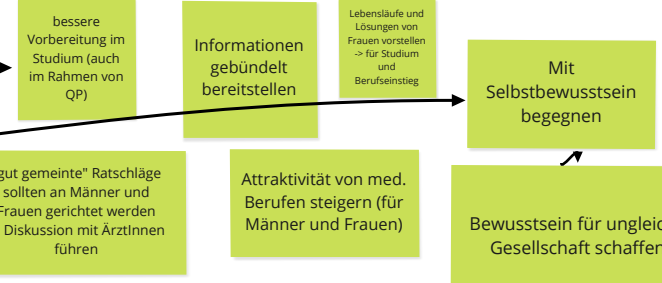 bessere
Vorbereitung im
Studium (auch
im Rahmen von
QP)
Informationen
gebündelt
bereitstellen
Lebensläufe und
Lösungen von
Frauen vorstellen
-> für Studium
und
Berufseinstieg
Mit
Selbstbewusstsein
begegnen
gut gemeinte" Ratschläge
sollten an Männer und
Frauen gerichtet werden
Diskussion mit ÄrztInnen
führen
Attraktivität von med.
Berufen steigern (für
Männer und Frauen)
Bewusstsein für ungleic
Gesellschaft schaffen